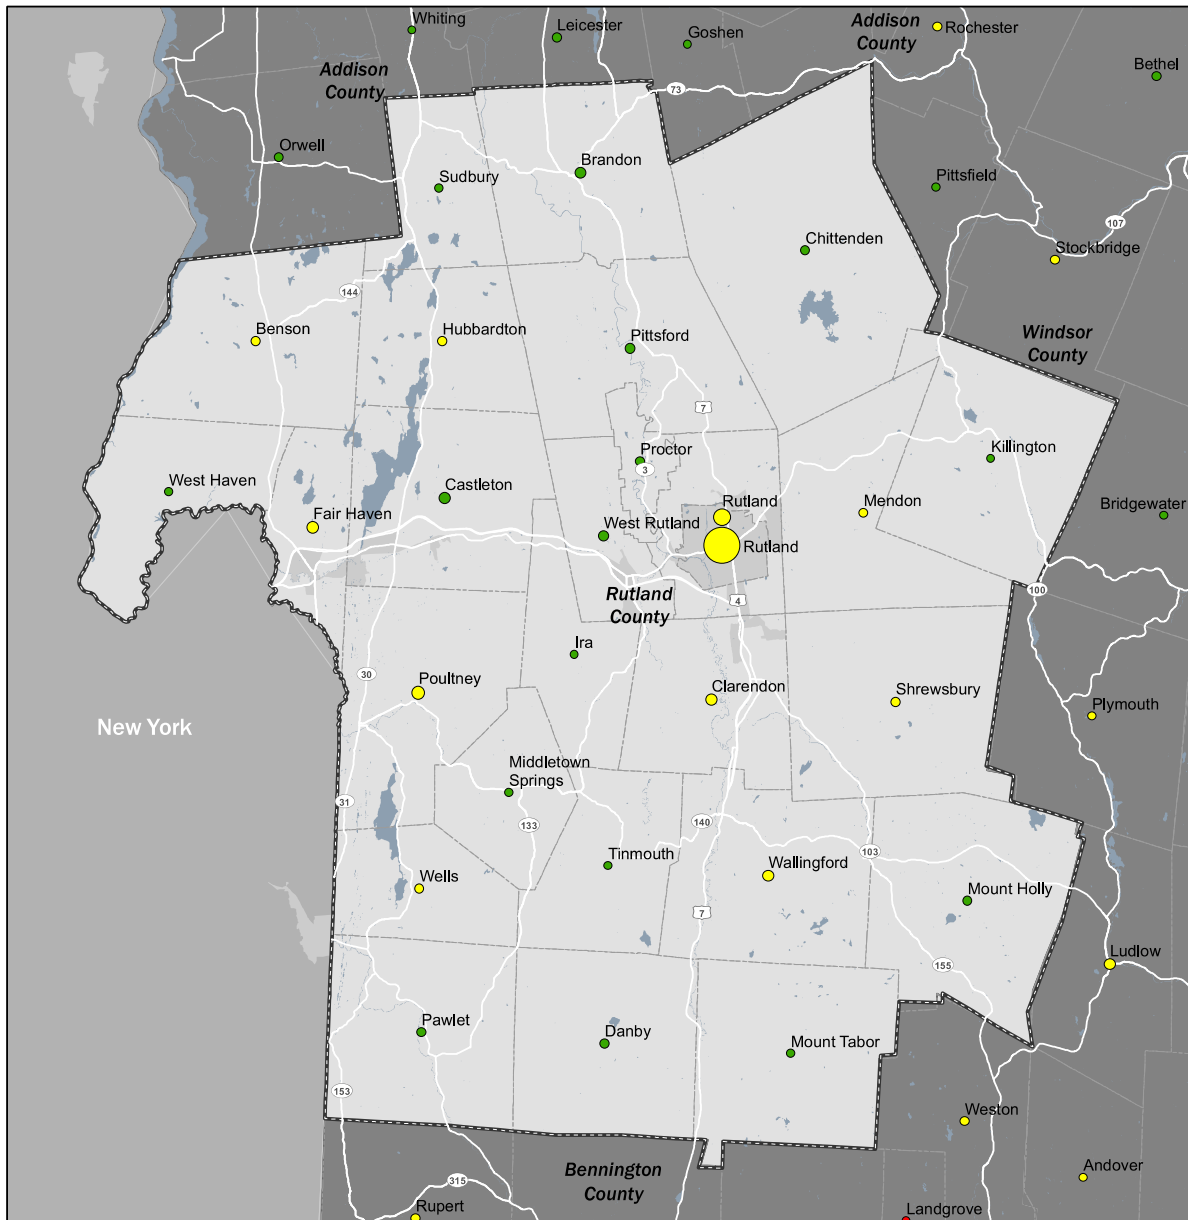 Whiting
Leicester
Goshen
Addison
County
Rochester
Bethel
Addison
County
73
Orwell
Sudbury
Brandon
Pittsfield
107
Chittenden
Stockbridge
144
Benson
Hubbardton
Pittsford
Windsor
County
7
Proctor
3
Killington
West Haven
Castleton
Fair Haven
West Rutland
Rutland
Mendon
Bridgewater
Rutland
Rutland
County
4
100
Ira
30
Poultney
Clarendon
Shrewsbury
Plymouth
New York
Middletown
Springs
31
133
140
103
Tinmouth
Wallingford
Wells
Mount Holly
7
Ludlow
155
Pawlet
Danby
Mount Tabor
153
Weston
Bennington
County
Andover
315
Rupert
Landgrove